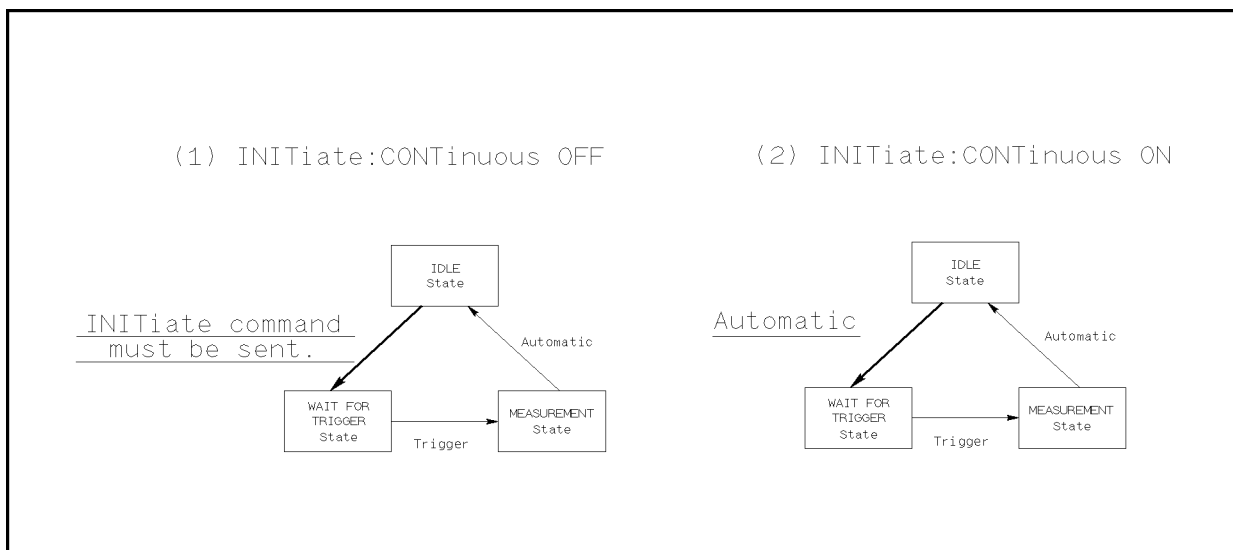 (1) INITiate:CONTinuous OFF
IDLE
State
INITiate command
must be sent.
Automatic
WAIT FOR
TRIGGER
State
Trigger
MEASUREMENT
State
(2) INITiate:CONTinuous ON
IDLE
State
Automatic
Automatic
WAIT FOR
TRIGGER
State
Trigger
MEASUREMENT
State